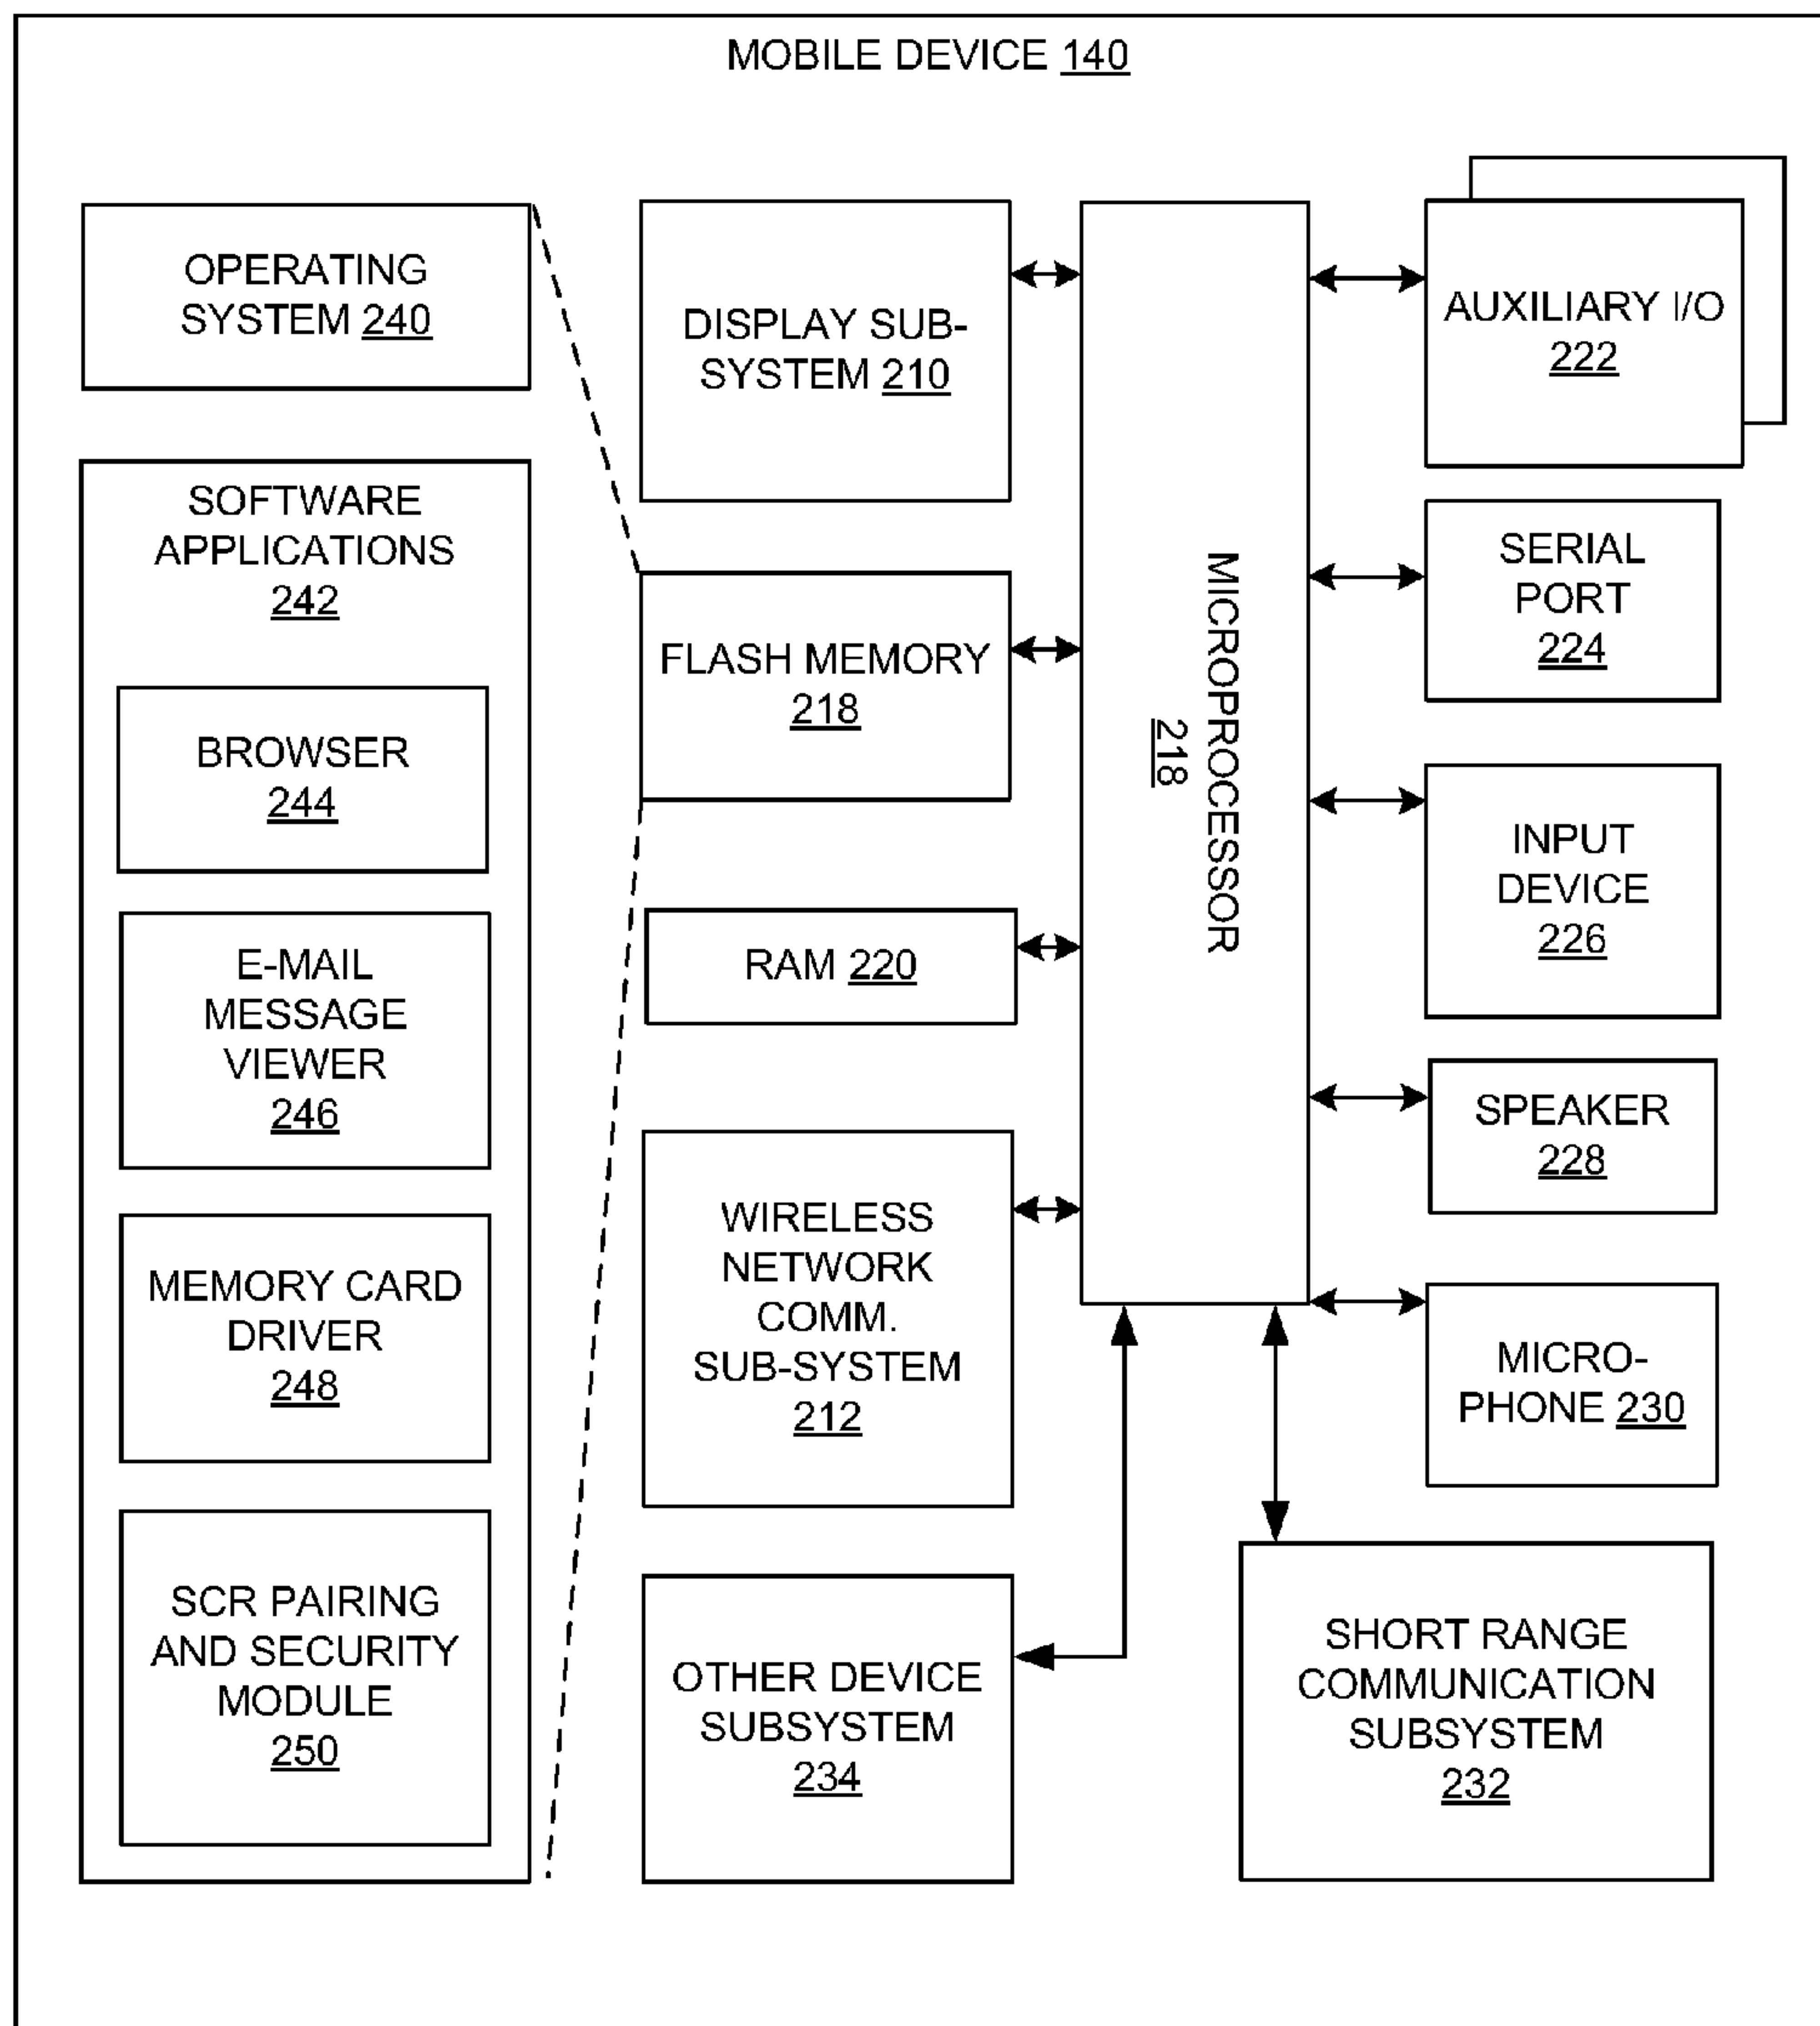 MOBILE DEVICE 140
OPERATING
SYSTEM 240
SOFTWARE
APPLICATIONS
242
BROWSER
244
E-MAIL
MESSAGE
VIEWER
246
MEMORY CARD
DRIVER
248
SCR PAIRING
AND SECURITY
MODULE
250
DISPLAY SUB-
SYSTEM 210
FLASH MEMORY
218
RAM 220
WIRELESS
NETWORK
COMM.
SUB-SYSTEM
212
OTHER DEVICE
SUBSYSTEM
234
MICROPROCESSOR
218
AUXILIARY I/O
222
SERIAL
PORT
224
INPUT
DEVICE
226
SPEAKER
228
MICRO-
PHONE 230
SHORT RANGE
COMMUNICATION
SUBSYSTEM
232